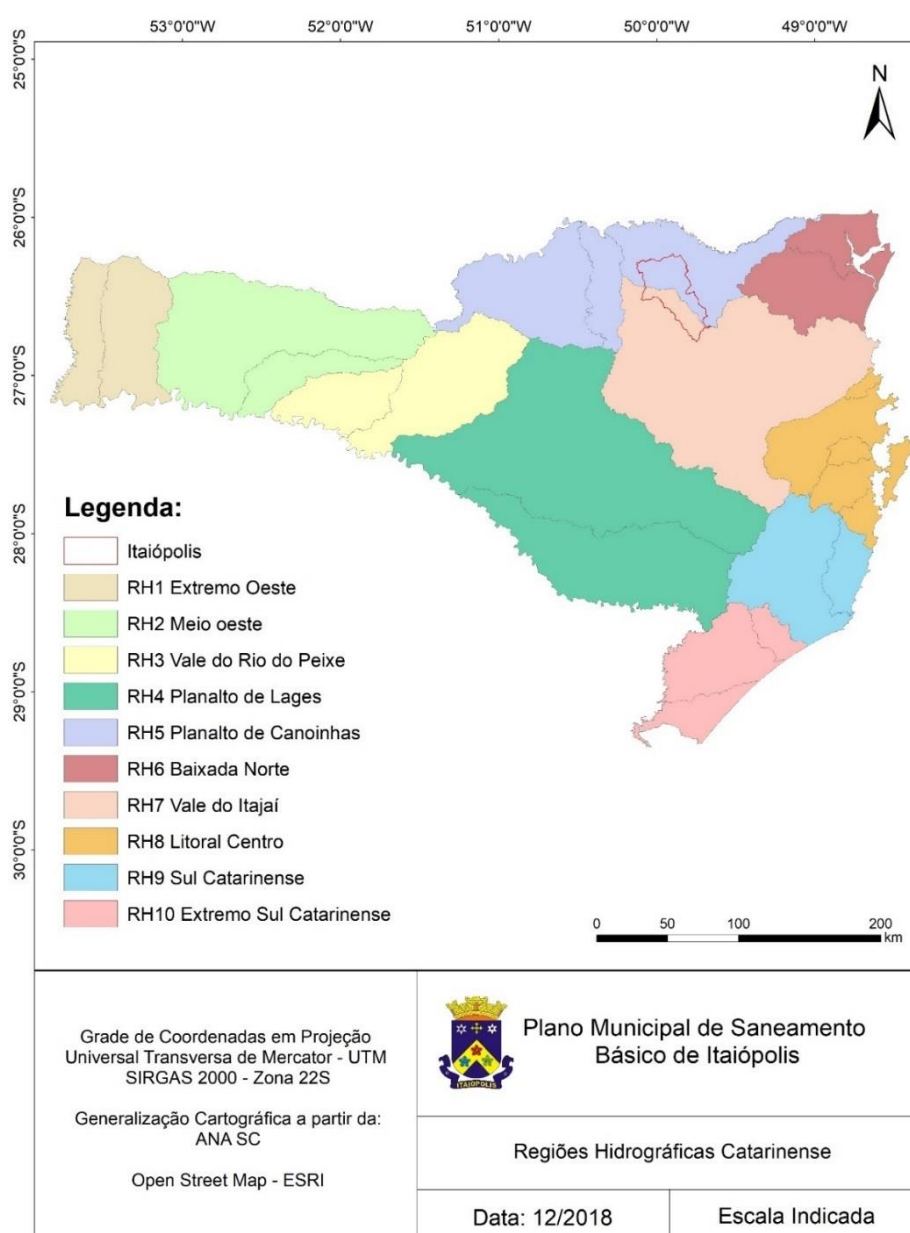 53°0'0"W
52°0'0"W
51°0'0"W
50°0'0"W
49°0'0"W
25°0'0"S
26°0'0"S
27°0'0"S
28°0'0"S
29°0'0"S
30°0'0"S
N
Legenda:
Itaiópolis
RH1 Extremo Oeste
RH2 Meio oeste
RH3 Vale do Rio do Peixe
RH4 Planalto de Lages
RH5 Planalto de Canoinhas
RH6 Baixada Norte
RH7 Vale do Itajaí
RH8 Litoral Centro
RH9 Sul Catarinense
RH10 Extremo Sul Catarinense
0 50 100 200
km
Grade de Coordenadas em Projeção
Universal Transversa de Mercator - UTM
SIRGAS 2000 - Zona 22S
Generalização Cartográfica a partir da:
ANA SC
Open Street Map - ESRI
ITAIÓPOLIS
Plano Municipal de Saneamento
Básico de Itaiópolis
Regiões Hidrográficas Catarinense
Data: 12/2018
Escala Indicada